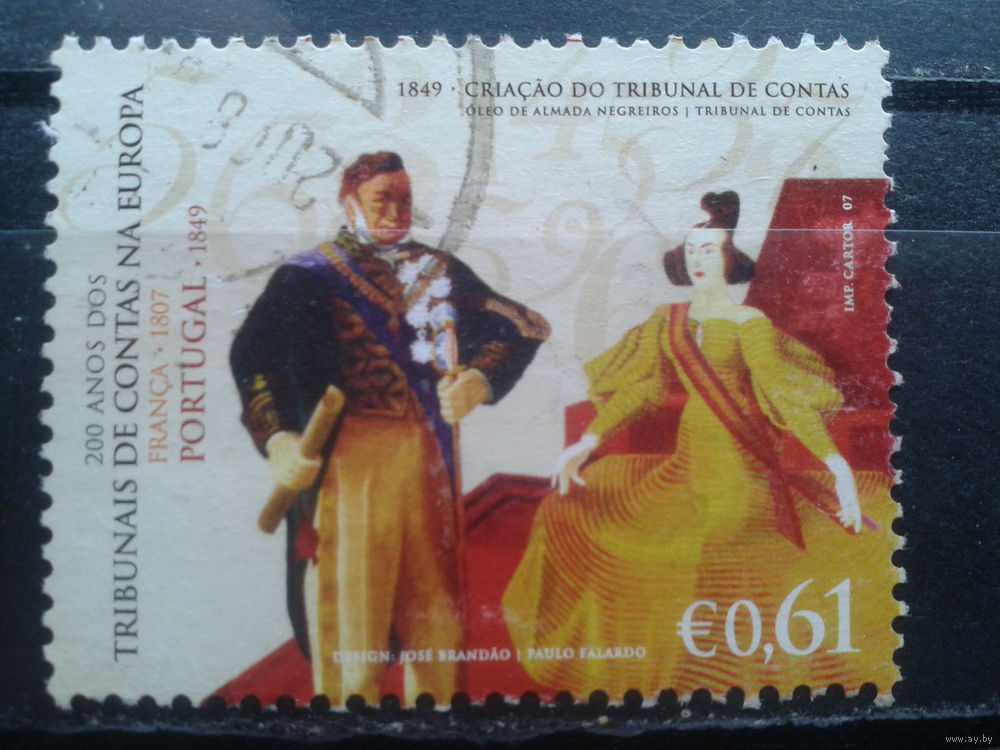 1849 · CRIAÇÃO DO TRIBUNAL DE CONTAS
ÓLEO DE ALMADA NEGREIROS | TRIBUNAL DE CONTAS
200 ANOS DOS
TRIBUNAIS DE CONTAS NA EUROPA
FRANÇA · 1807
PORTUGAL · 1849
IMP. CARTOR 07
€0,61
DESIGN: JOSÉ BRANDÃO | PAULO FALARDO
www.ay.by